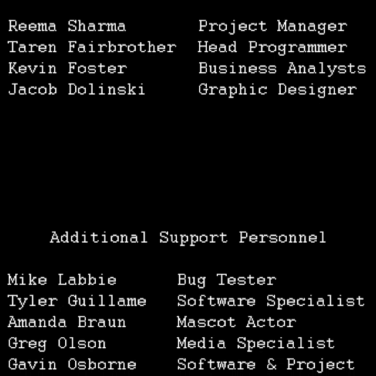 Reema Sharma Project Manager
Taren Fairbrother Head Programmer
Kevin Foster Business Analysts
Jacob Dolinski Graphic Designer
Additional Support Personnel
Mike Labbie Bug Tester
Tyler Guillame Software Specialist
Amanda Braun Mascot Actor
Greg Olson Media Specialist
Gavin Osborne Software & Project